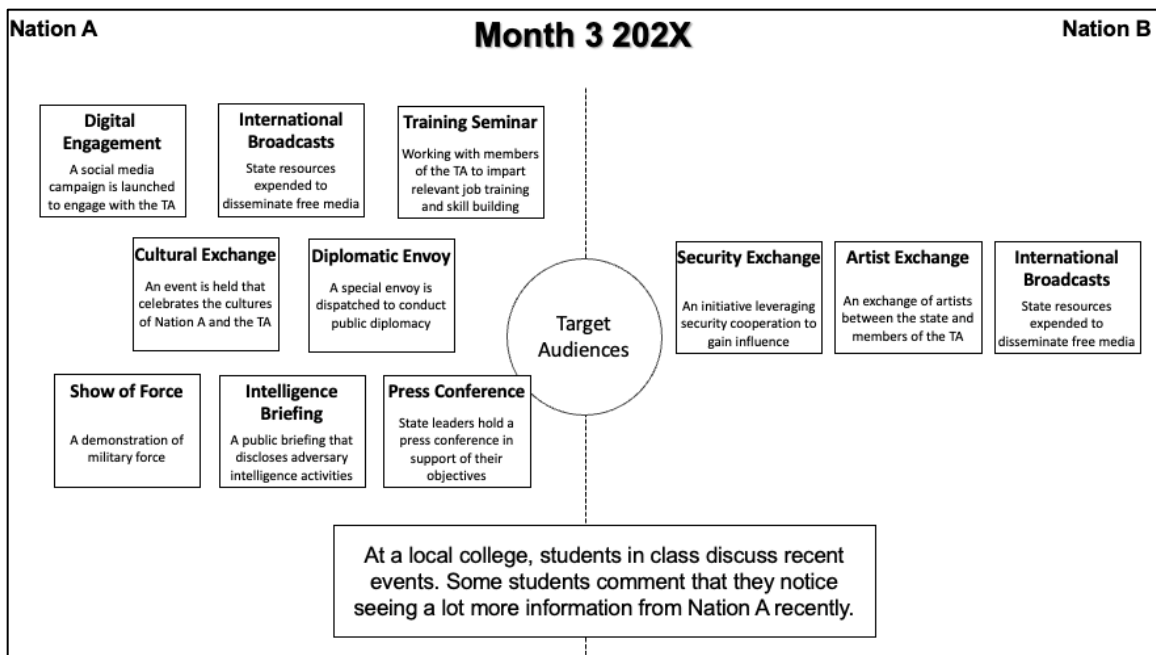 Nation A
Month 3 202X
Nation B
Digital
Engagement
A social media
campaign is launched
to engage with the TA
International
Broadcasts
State resources
expended to
disseminate free media
Training Seminar
Working with members
of the TA to impart
relevant job training
and skill building
Cultural Exchange
An event is held that
celebrates the cultures
of Nation A and the TA
Diplomatic Envoy
A special envoy is
dispatched to conduct
public diplomacy
Target
Audiences
Security Exchange
An initiative leveraging
security cooperation to
gain influence
Artist Exchange
An exchange of artists
between the state and
members of the TA
International
Broadcasts
State resources
expended to
disseminate free media
Show of Force
A demonstration of
military force
Intelligence
Briefing
A public briefing that
discloses adversary
intelligence activities
Press Conference
State leaders hold a
press conference in
support of their
objectives
At a local college, students in class discuss recent
events. Some students comment that they notice
seeing a lot more information from Nation A recently.